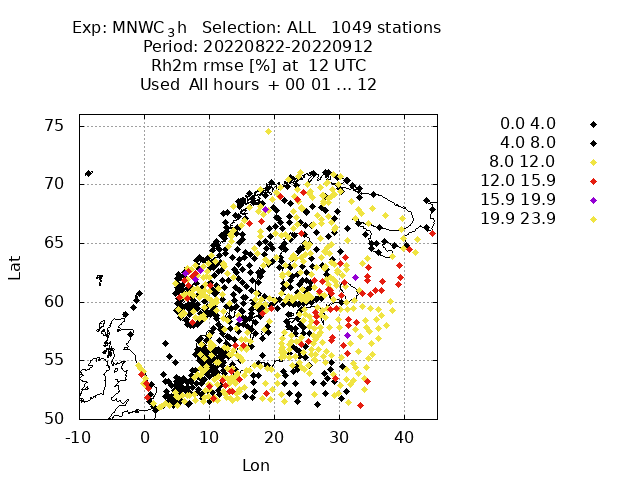 Exp: MNWC_3h   Selection: ALL   1049 stations
Period: 20220822-20220912
Rh2m rmse [%] at  12 UTC
Used  All hours  + 00 01 ... 12
75
70
65
60
55
50
-10 0 10 20 30 40
Lat
Lon
0.0 4.0
4.0 8.0
8.0 12.0
12.0 15.9
15.9 19.9
19.9 23.9